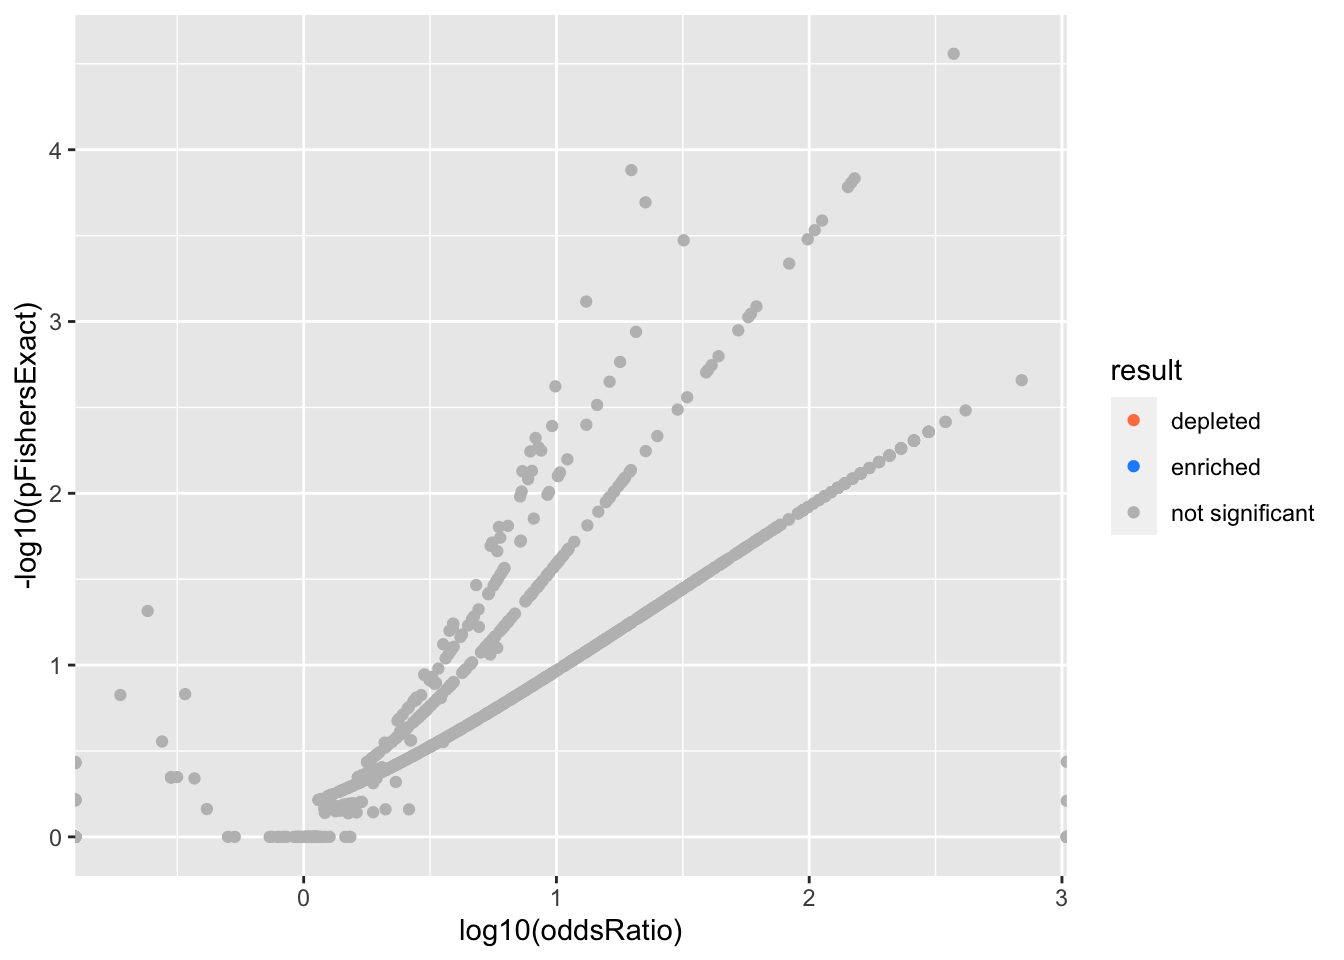 4
3
2
1
0
-log10(pFishersExact)
0 1 2 3
log10(oddsRatio)
result
depleted
enriched
not significant